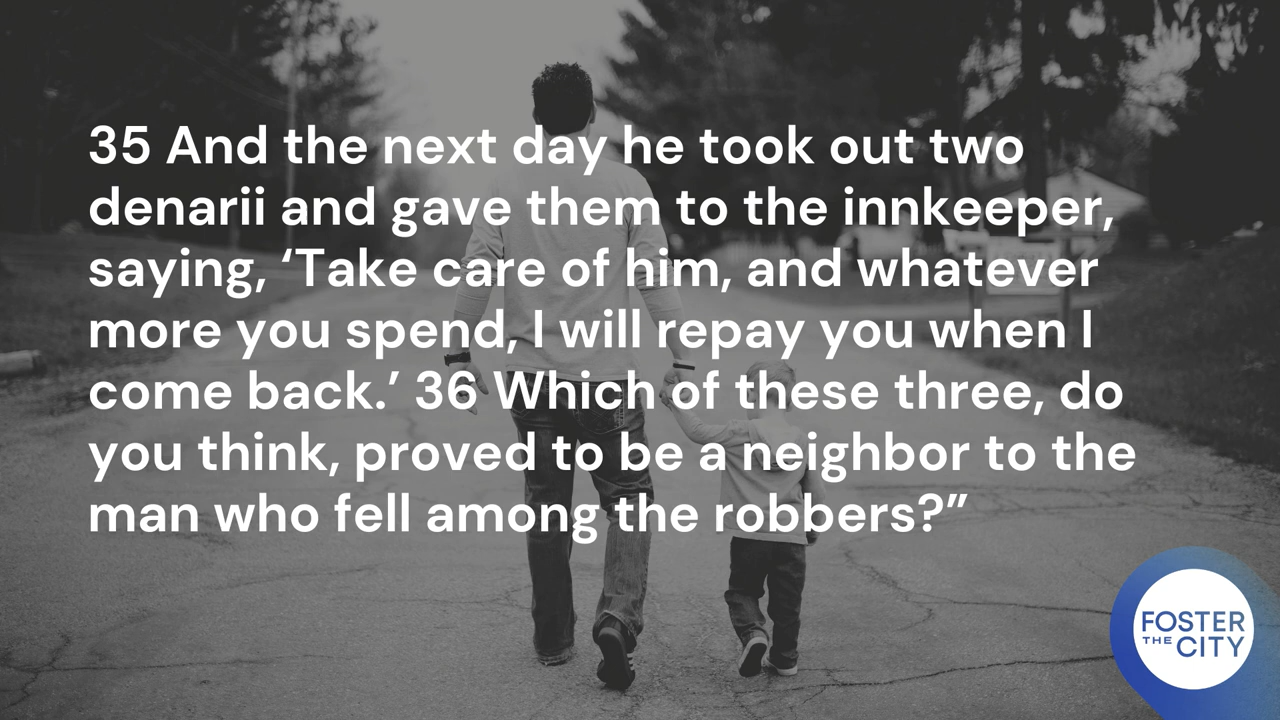 35 And the next day he took out two
denarii and gave them to the innkeeper,
saying, ‘Take care of him, and whatever
more you spend, I will repay you when I
come back.’ 36 Which of these three, do
you think, proved to be a neighbor to the
man who fell among the robbers?”
FOSTER
THE CITY